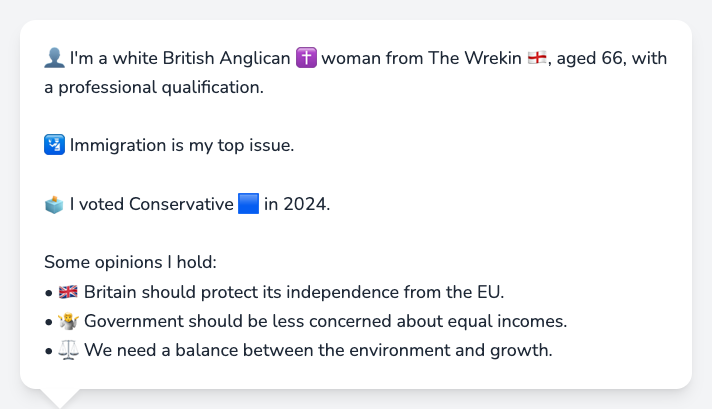 👤 I'm a white British Anglican ✝️ woman from The Wrekin 🏴󠁧󠁢󠁥󠁮󠁧󠁿, aged 66, with
a professional qualification.
🛂 Immigration is my top issue.
🗳️ I voted Conservative 🟦 in 2024.
Some opinions I hold:
• 🇬🇧 Britain should protect its independence from the EU.
• 🤷 Government should be less concerned about equal incomes.
• ⚖️ We need a balance between the environment and growth.